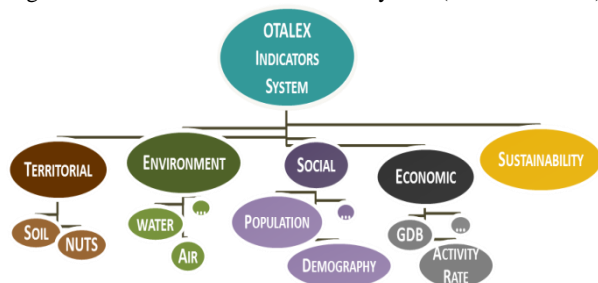 OTALEX
INDICATORS
SYSTEM
TERRITORIAL
ENVIRONMENT
SOCIAL
ECONOMIC
SUSTAINABILITY
SOIL
NUTS
WATER
...
AIR
POPULATION
...
DEMOGRAPHY
GDB
...
ACTIVITY
RATE